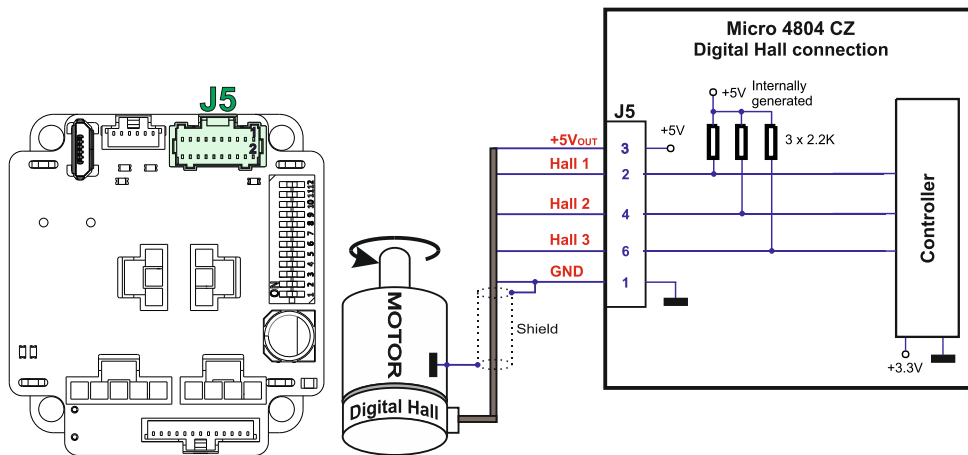 J5
1
2
12
11
10
9
8
7
6
5
4
3
2
1
ON
MOTOR
Digital Hall
Shield
Micro 4804 CZ
Digital Hall connection
Internally
generated
+5V
J5
+5V
3 x 2.2K
+5VOUT
3
Hall 1
2
Hall 2
4
Hall 3
6
GND
1
Controller
+3.3V